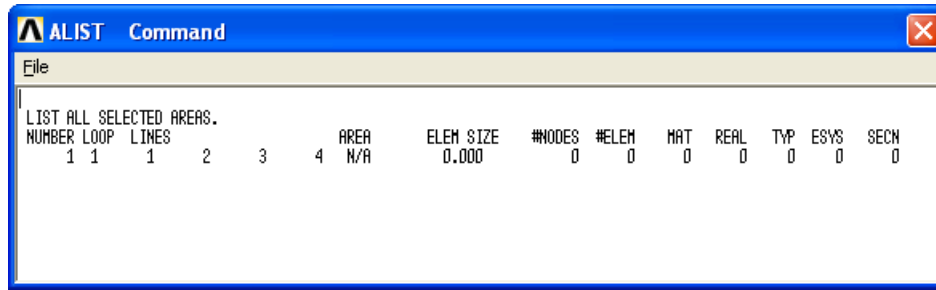 ALIST Command
File
LIST ALL SELECTED AREAS.
NUMBER LOOP LINES AREA ELEM SIZE #NODES #ELEM MAT REAL TYP ESYS SECN
1 1 1 2 3 4 N/A 0.000 0 0 0 0 0 0 0